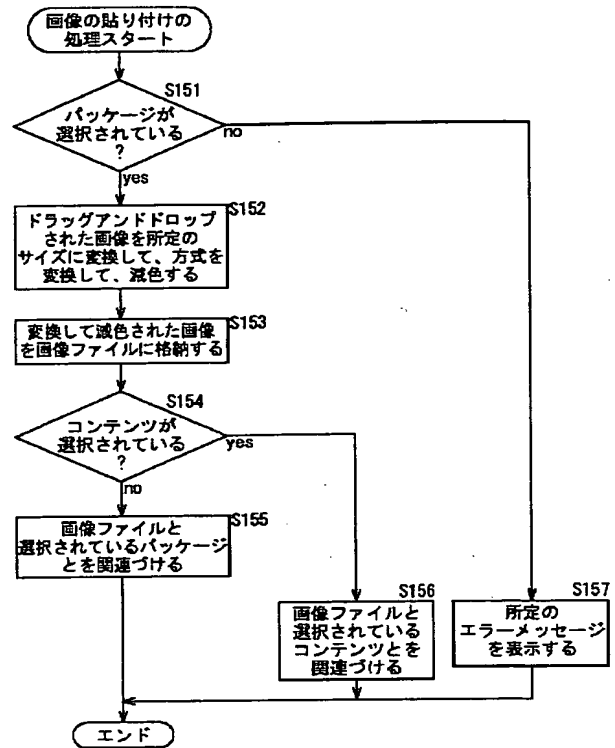 画像の貼り付けの
処理スタート
S151
パッケージが
選択されている
?
no
yes
S152
ドラッグアンドドロップ
された画像を所定の
サイズに変換して、方式を
変換して、減色する
S153
変換して減色された画像
を画像ファイルに格納する
S154
コンテンツが
選択されている
?
yes
no
S155
画像ファイルと
選択されているパッケージ
とを関連づける
S156
画像ファイルと
選択されている
コンテンツとを
関連づける
S157
所定の
エラーメッセージ
を表示する
エンド